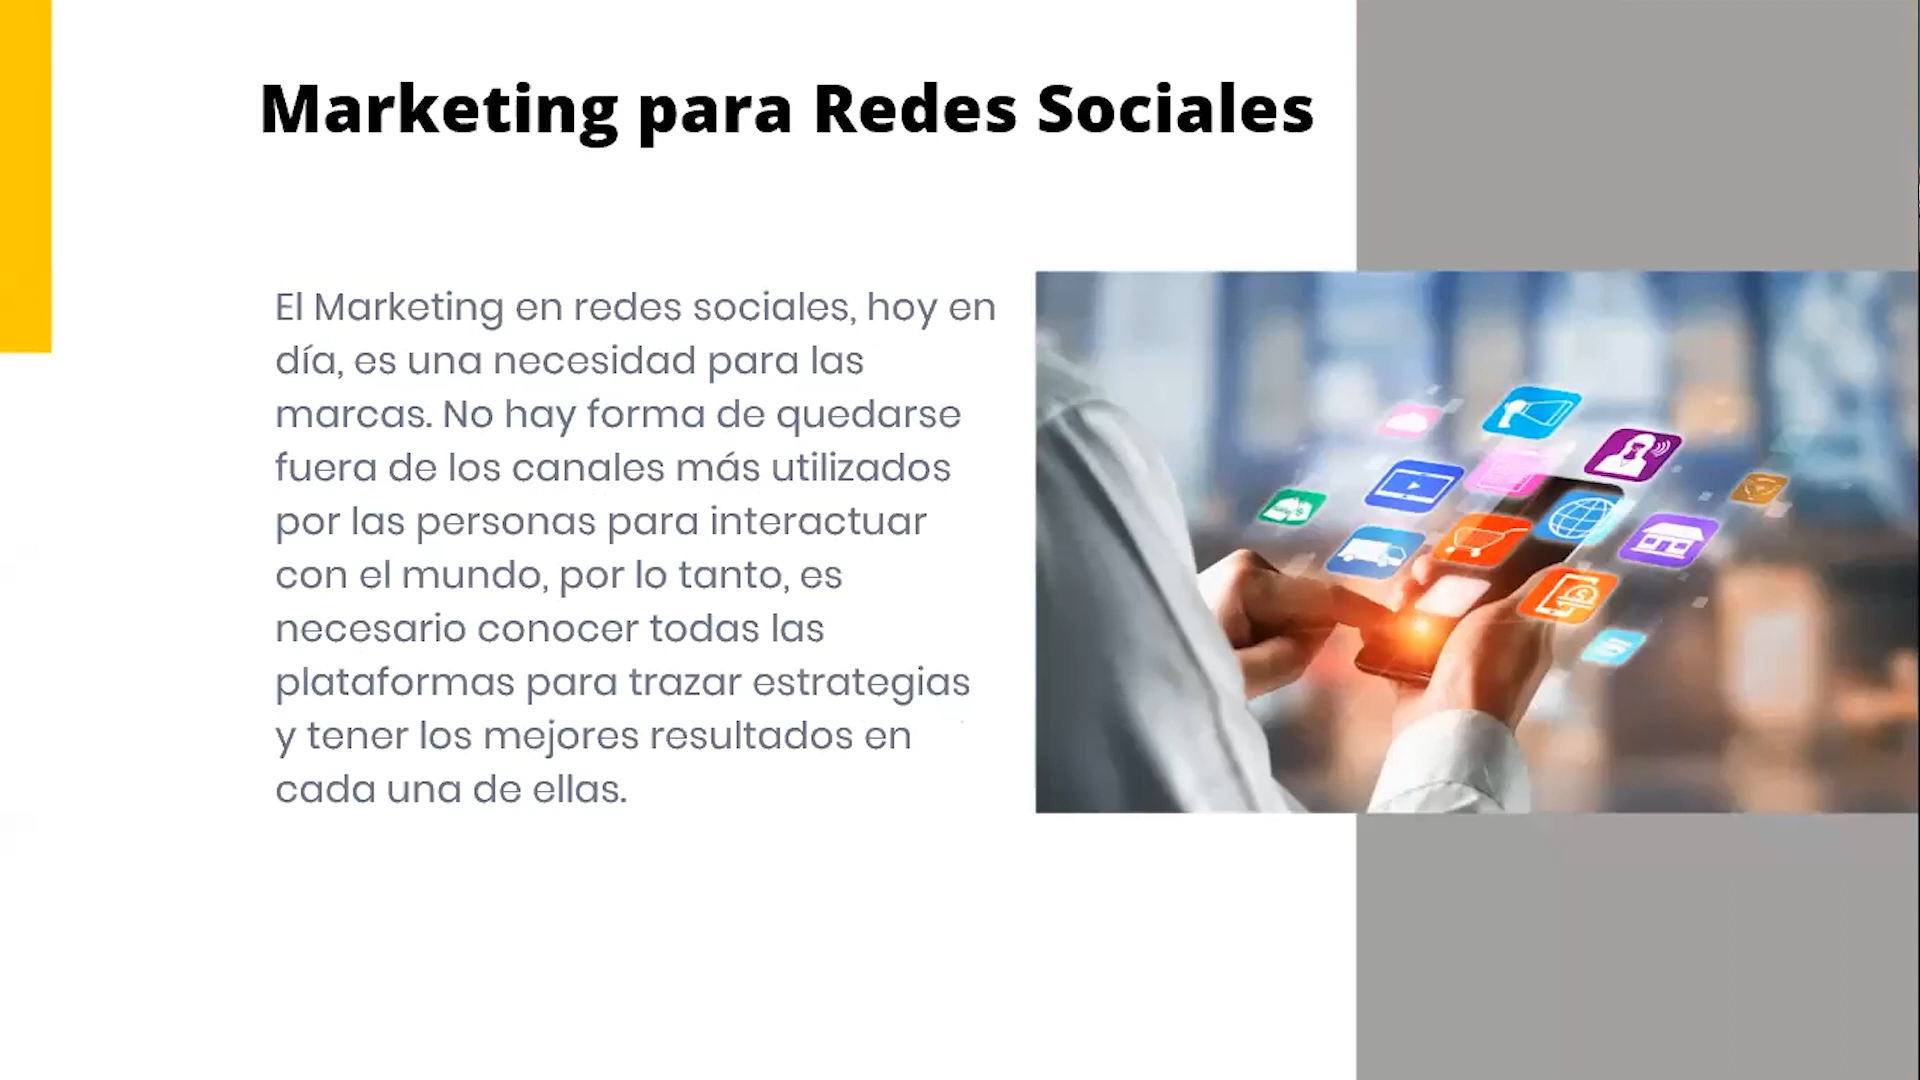 Marketing para Redes Sociales
El Marketing en redes sociales, hoy en
día, es una necesidad para las
marcas. No hay forma de quedarse
fuera de los canales más utilizados
por las personas para interactuar
con el mundo, por lo tanto, es
necesario conocer todas las
plataformas para trazar estrategias
y tener los mejores resultados en
cada una de ellas.